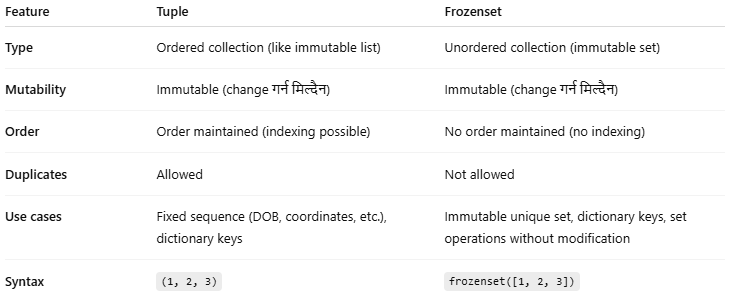 Feature Tuple Frozenset
Type Ordered collection (like immutable list) Unordered collection (immutable set)
Mutability Immutable (change गर्न मिल्दैन) Immutable (change गर्न मिल्दैन)
Order Order maintained (indexing possible) No order maintained (no indexing)
Duplicates Allowed Not allowed
Use cases Fixed sequence (DOB, coordinates, etc.), Immutable unique set, dictionary keys, set
dictionary keys operations without modification
Syntax (1, 2, 3) frozenset([1, 2, 3])